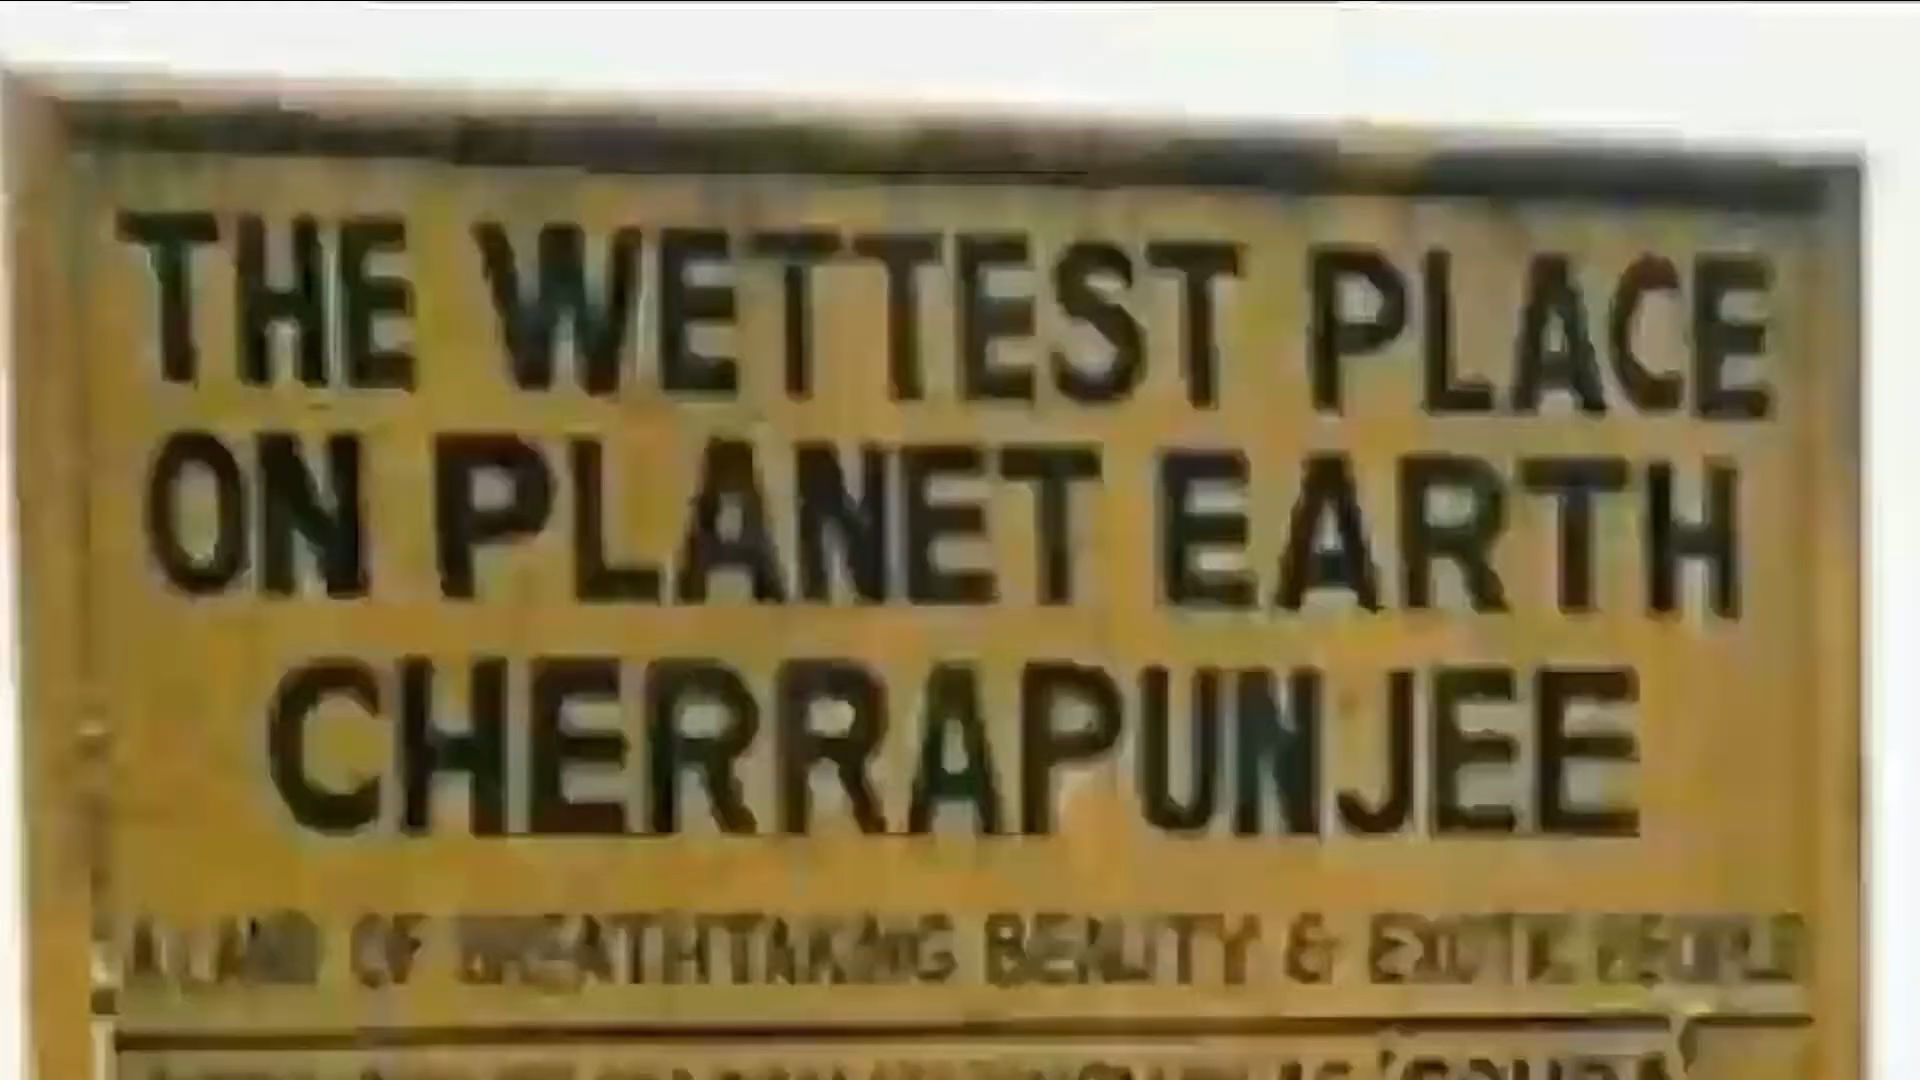 THE WETTEST PLACE
ON PLANET EARTH
CHERRAPUNJEE
A LAND OF BREATHTAKING BEAUTY & EXOTIC PEOPLE